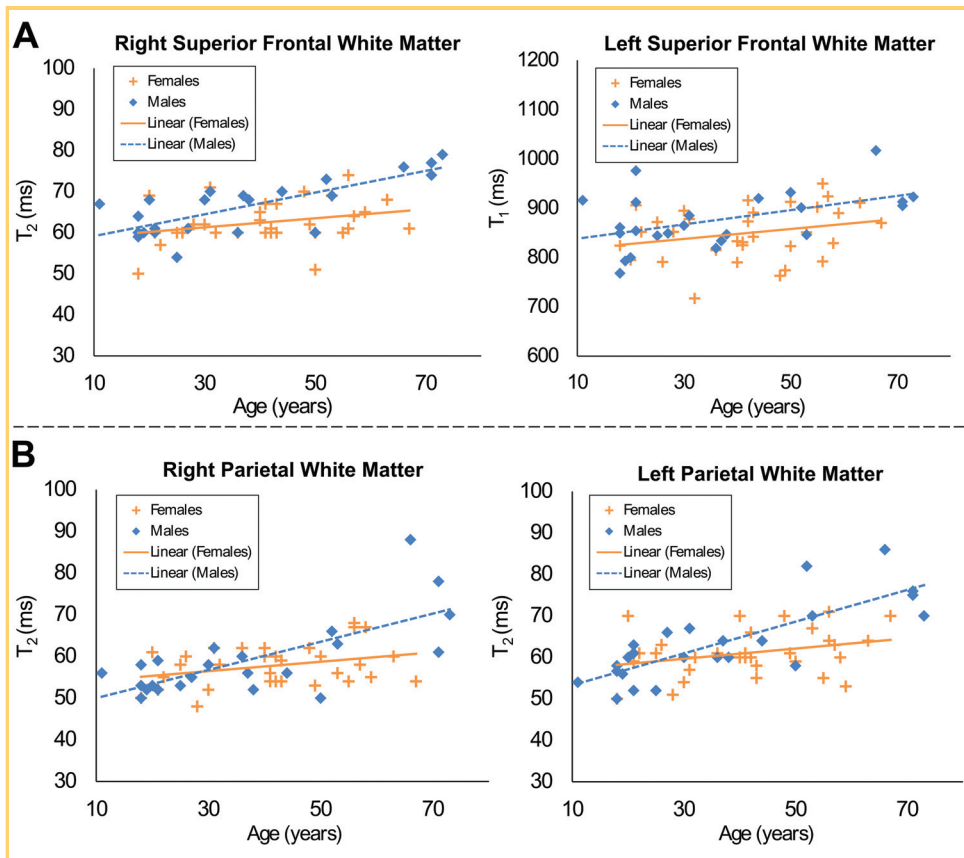 A
Right Superior Frontal White Matter
100
90
80
70
60
50
40
30
T2 (ms)
Females
Males
Linear (Females)
Linear (Males)
10 30 50 70
Age (years)
Left Superior Frontal White Matter
1200
1100
1000
900
800
700
600
T1 (ms)
Females
Males
Linear (Females)
Linear (Males)
10 30 50 70
Age (years)
B
Right Parietal White Matter
100
90
80
70
60
50
40
30
T2 (ms)
Females
Males
Linear (Females)
Linear (Males)
10 30 50 70
Age (years)
Left Parietal White Matter
100
90
80
70
60
50
40
30
T2 (ms)
Females
Males
Linear (Females)
Linear (Males)
10 30 50 70
Age (years)